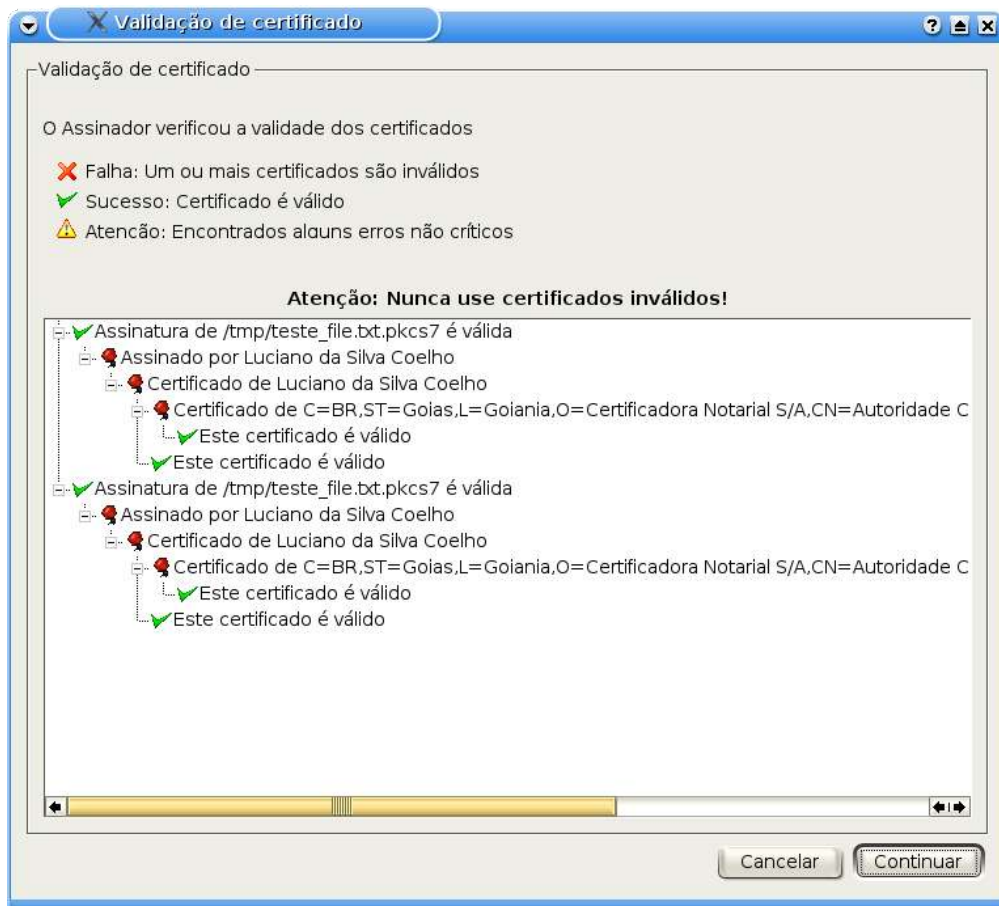 Validação de certificado
Validação de certificado
O Assinador verificou a validade dos certificados
Falha: Um ou mais certificados são inválidos
Sucesso: Certificado é válido
Atenção: Encontrados alguns erros não críticos
Atenção: Nunca use certificados inválidos!
Assinatura de /tmp/teste_file.txt.pkcs7 é válida
Assinado por Luciano da Silva Coelho
Certificado de Luciano da Silva Coelho
Certificado de C=BR,ST=Goias,L=Goiania,O=Certificadora Notarial S/A,CN=Autoridade C
Este certificado é válido
Este certificado é válido
Assinatura de /tmp/teste_file.txt.pkcs7 é válida
Assinado por Luciano da Silva Coelho
Certificado de Luciano da Silva Coelho
Certificado de C=BR,ST=Goias,L=Goiania,O=Certificadora Notarial S/A,CN=Autoridade C
Este certificado é válido
Este certificado é válido
Cancelar Continuar